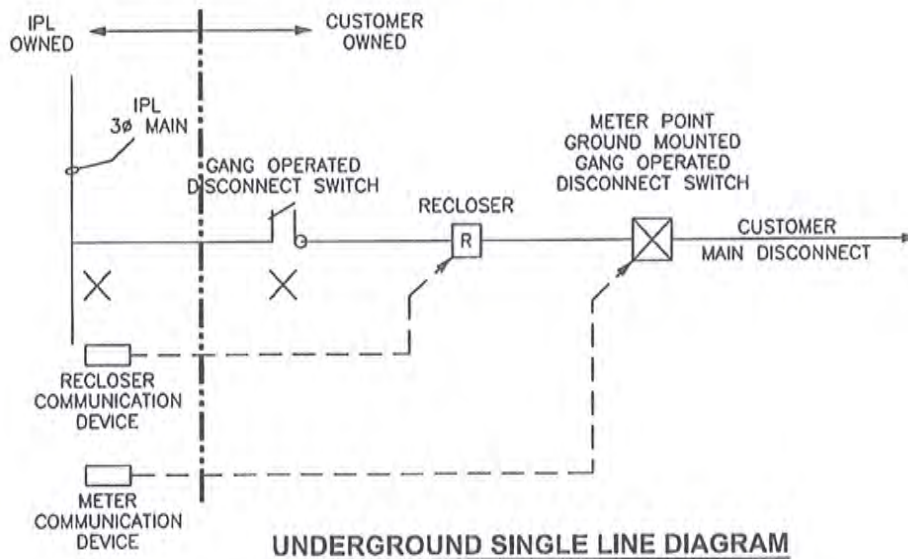 IPL
OWNED
CUSTOMER
OWNED
IPL
3ø MAIN
GANG OPERATED
DISCONNECT SWITCH
RECLOSER
R
METER POINT
GROUND MOUNTED
GANG OPERATED
DISCONNECT SWITCH
CUSTOMER
MAIN DISCONNECT
RECLOSER
COMMUNICATION
DEVICE
METER
COMMUNICATION
DEVICE
UNDERGROUND SINGLE LINE DIAGRAM